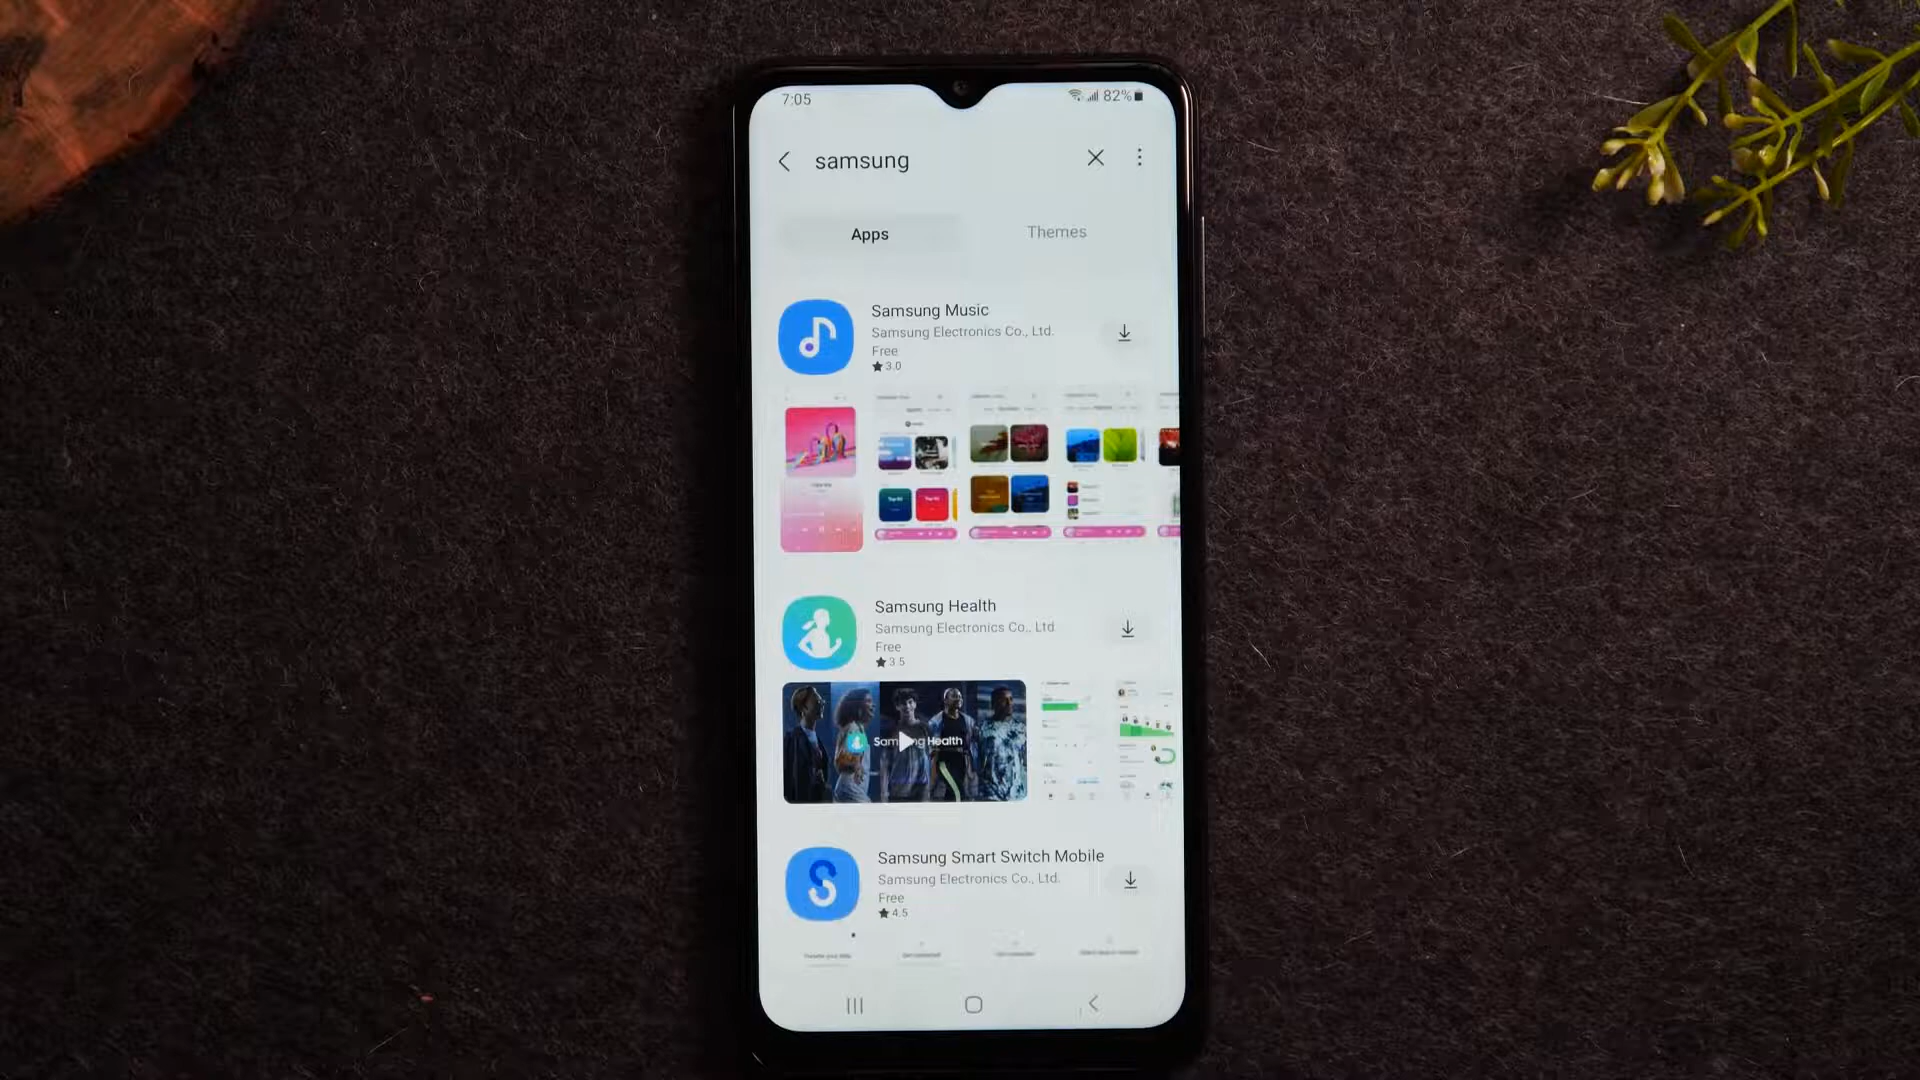 7:05
82%
samsung
Apps
Themes
Samsung Music
Samsung Electronics Co., Ltd.
Free
3.0
Samsung Health
Samsung Electronics Co., Ltd.
Free
3.5
Samsung Health
Samsung Smart Switch Mobile
Samsung Electronics Co., Ltd.
Free
4.5